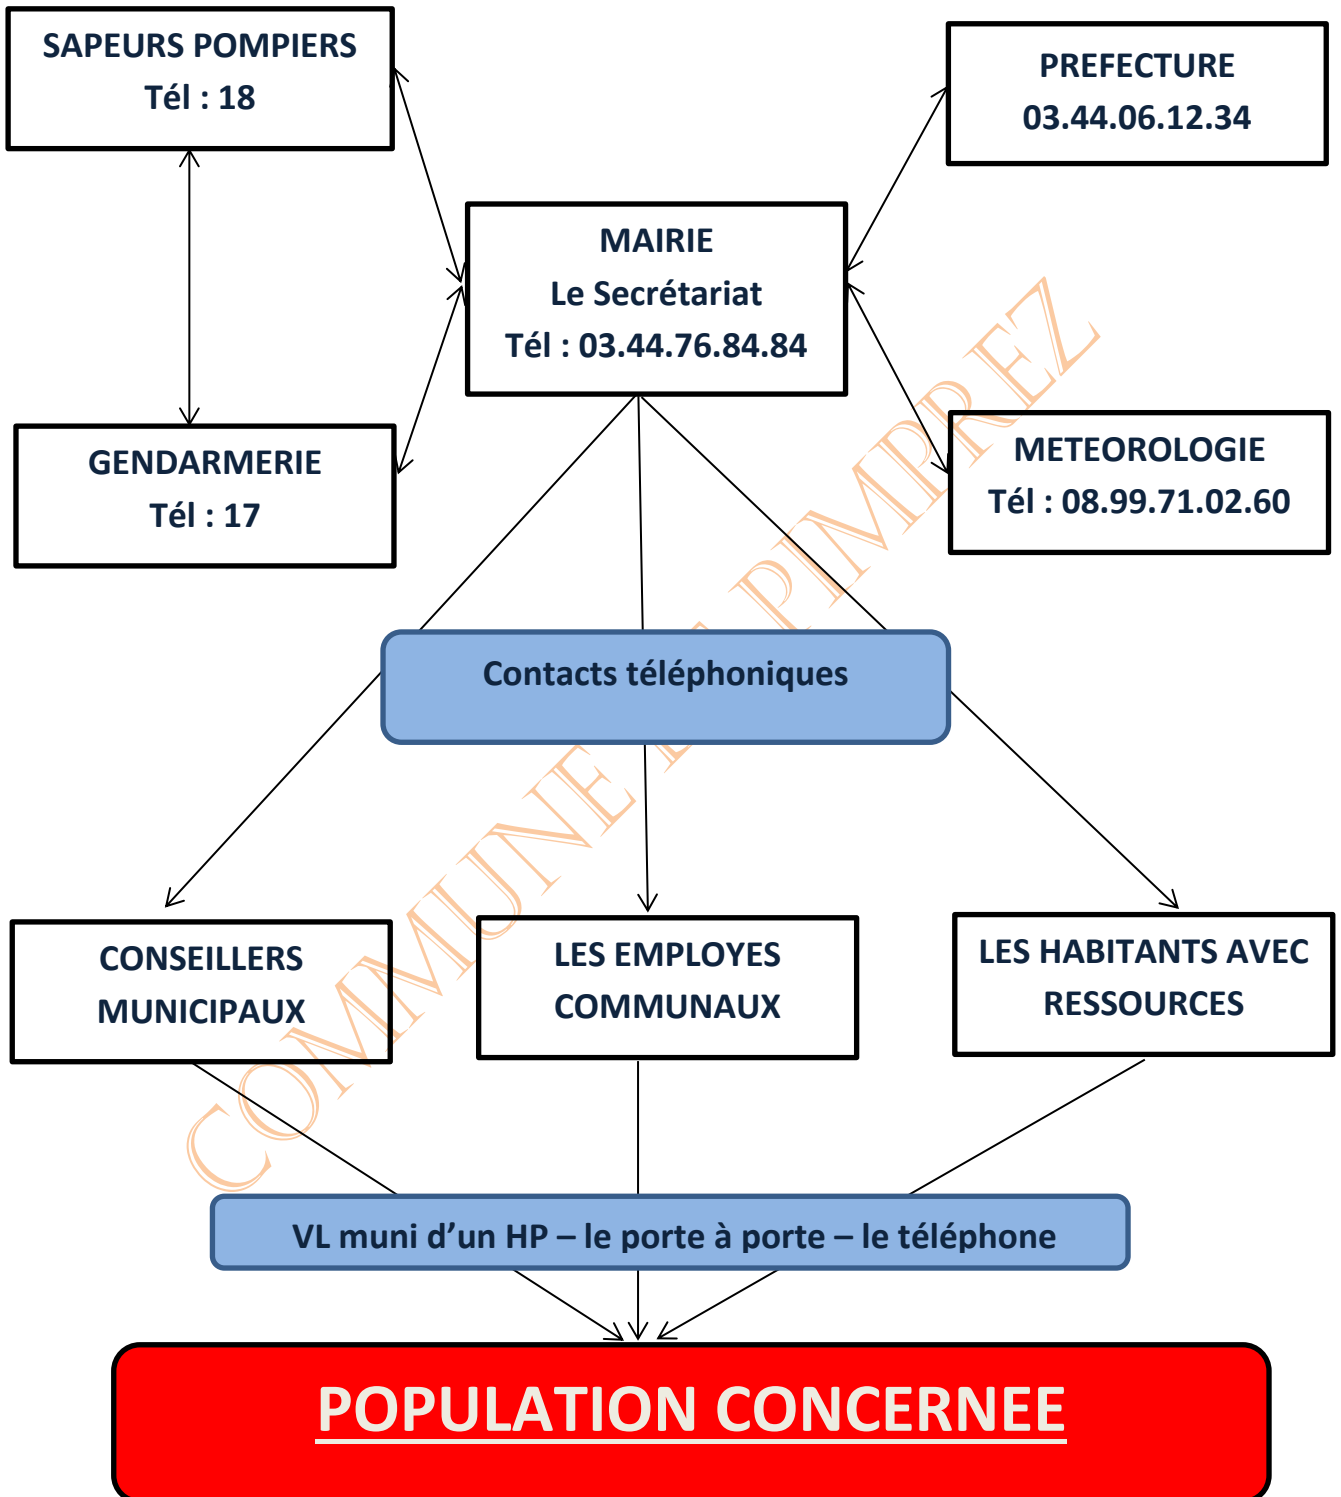 SAPEURS POMPIERS
Tél : 18
PREFECTURE
03.44.06.12.34
MAIRIE
Le Secrétariat
Tél : 03.44.76.84.84
GENDARMERIE
Tél : 17
METEOROLOGIE
Tél : 08.99.71.02.60
Contacts téléphoniques
CONSEILLERS
MUNICIPAUX
LES EMPLOYES
COMMUNAUX
LES HABITANTS AVEC
RESSOURCES
VL muni d’un HP – le porte à porte – le téléphone
POPULATION CONCERNEE
COMMUNE DE PIMPREZ